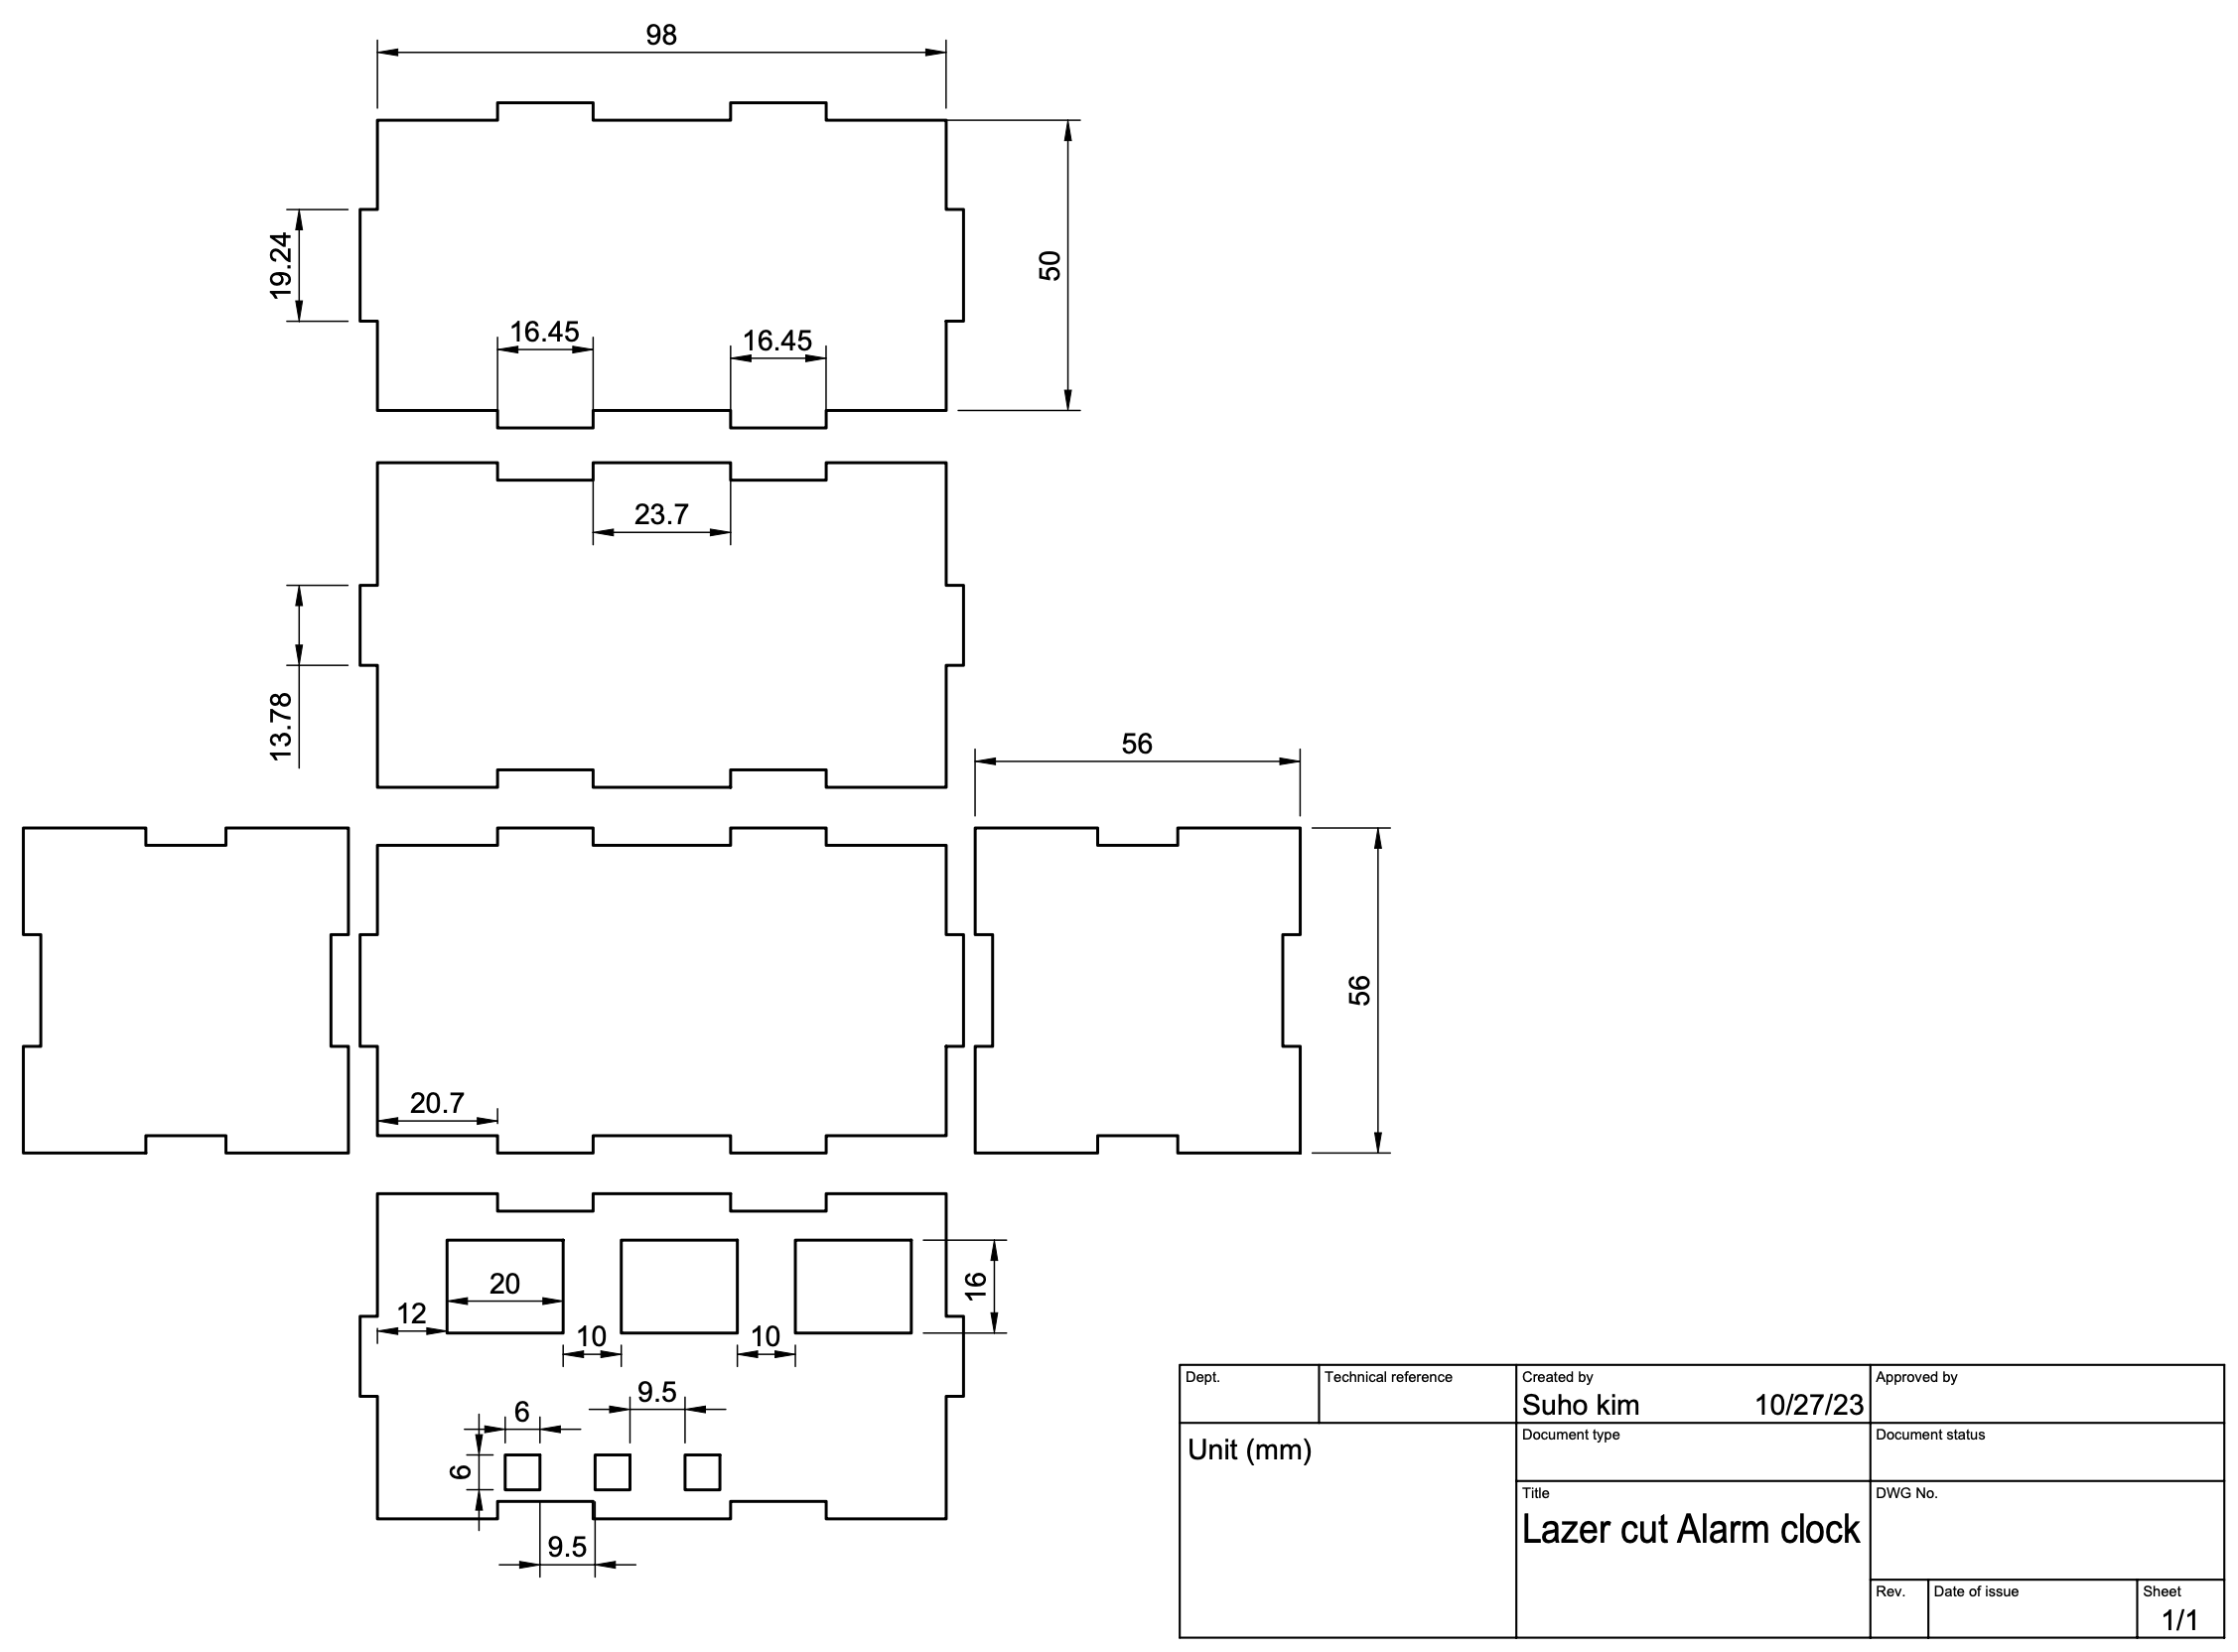 98
19.24
50
16.45
16.45
23.7
13.78
56
56
20.7
20
16
12
10
10
9.5
6
6
9.5
Dept.
Technical reference
Created by
Suho kim 10/27/23
Approved by
Unit (mm)
Document type
Document status
Title
Lazer cut Alarm clock
DWG No.
Rev.
Date of issue
Sheet
1/1